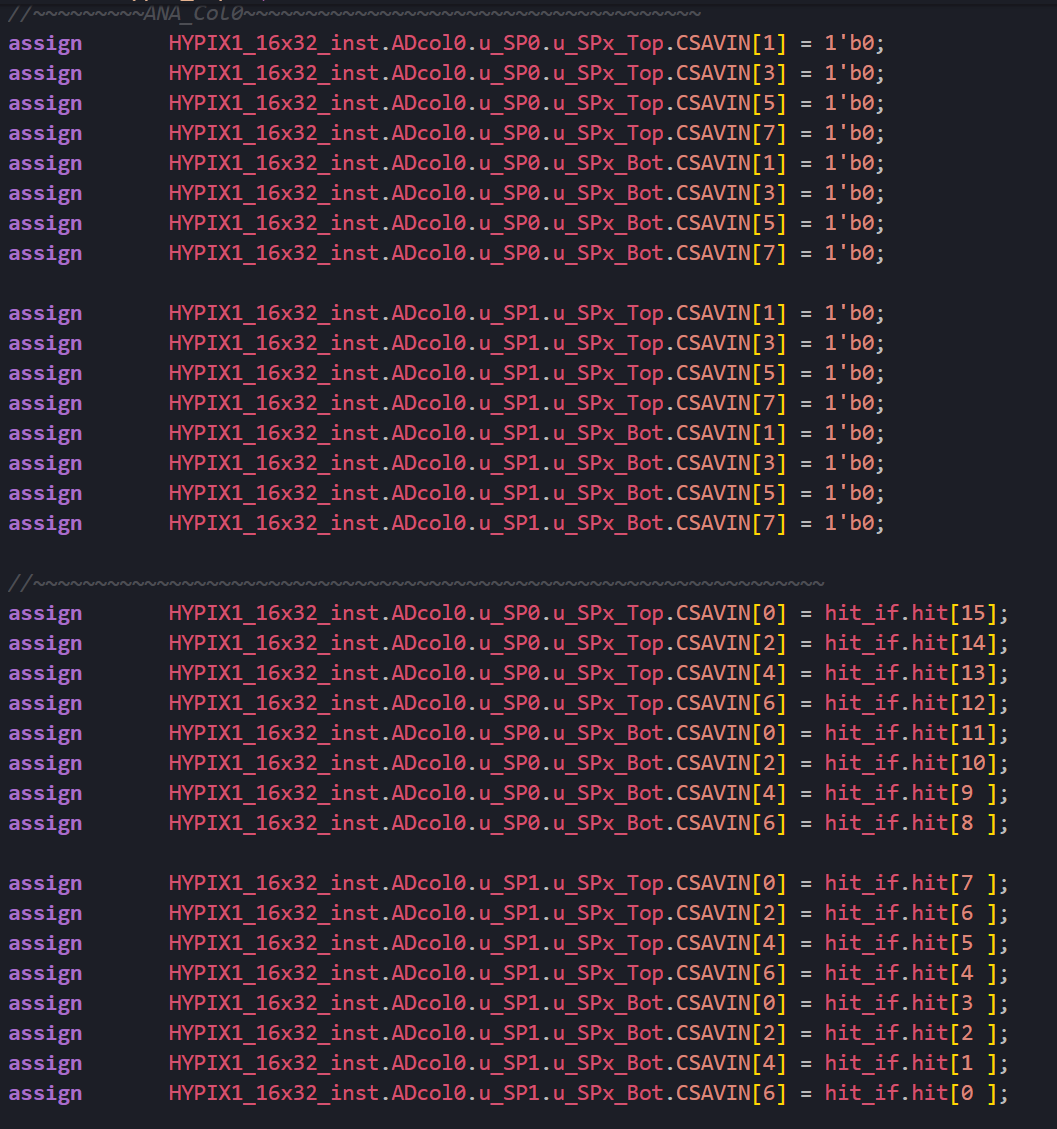 //~~~~~~~~~ANA_Col0~~~~~~~~~~~~~~~~~~~~~~~~~~~~~~~~~~~~~
assign       HYPIX1_16x32_inst.ADcol0.u_SP0.u_SPx_Top.CSAVIN[1] = 1'b0;
assign       HYPIX1_16x32_inst.ADcol0.u_SP0.u_SPx_Top.CSAVIN[3] = 1'b0;
assign       HYPIX1_16x32_inst.ADcol0.u_SP0.u_SPx_Top.CSAVIN[5] = 1'b0;
assign       HYPIX1_16x32_inst.ADcol0.u_SP0.u_SPx_Top.CSAVIN[7] = 1'b0;
assign       HYPIX1_16x32_inst.ADcol0.u_SP0.u_SPx_Bot.CSAVIN[1] = 1'b0;
assign       HYPIX1_16x32_inst.ADcol0.u_SP0.u_SPx_Bot.CSAVIN[3] = 1'b0;
assign       HYPIX1_16x32_inst.ADcol0.u_SP0.u_SPx_Bot.CSAVIN[5] = 1'b0;
assign       HYPIX1_16x32_inst.ADcol0.u_SP0.u_SPx_Bot.CSAVIN[7] = 1'b0;

assign       HYPIX1_16x32_inst.ADcol0.u_SP1.u_SPx_Top.CSAVIN[1] = 1'b0;
assign       HYPIX1_16x32_inst.ADcol0.u_SP1.u_SPx_Top.CSAVIN[3] = 1'b0;
assign       HYPIX1_16x32_inst.ADcol0.u_SP1.u_SPx_Top.CSAVIN[5] = 1'b0;
assign       HYPIX1_16x32_inst.ADcol0.u_SP1.u_SPx_Top.CSAVIN[7] = 1'b0;
assign       HYPIX1_16x32_inst.ADcol0.u_SP1.u_SPx_Bot.CSAVIN[1] = 1'b0;
assign       HYPIX1_16x32_inst.ADcol0.u_SP1.u_SPx_Bot.CSAVIN[3] = 1'b0;
assign       HYPIX1_16x32_inst.ADcol0.u_SP1.u_SPx_Bot.CSAVIN[5] = 1'b0;
assign       HYPIX1_16x32_inst.ADcol0.u_SP1.u_SPx_Bot.CSAVIN[7] = 1'b0;

//~~~~~~~~~~~~~~~~~~~~~~~~~~~~~~~~~~~~~~~~~~~~~~~~~~~~~~~~~~~~~~~~
assign       HYPIX1_16x32_inst.ADcol0.u_SP0.u_SPx_Top.CSAVIN[0] = hit_if.hit[15];
assign       HYPIX1_16x32_inst.ADcol0.u_SP0.u_SPx_Top.CSAVIN[2] = hit_if.hit[14];
assign       HYPIX1_16x32_inst.ADcol0.u_SP0.u_SPx_Top.CSAVIN[4] = hit_if.hit[13];
assign       HYPIX1_16x32_inst.ADcol0.u_SP0.u_SPx_Top.CSAVIN[6] = hit_if.hit[12];
assign       HYPIX1_16x32_inst.ADcol0.u_SP0.u_SPx_Bot.CSAVIN[0] = hit_if.hit[11];
assign       HYPIX1_16x32_inst.ADcol0.u_SP0.u_SPx_Bot.CSAVIN[2] = hit_if.hit[10];
assign       HYPIX1_16x32_inst.ADcol0.u_SP0.u_SPx_Bot.CSAVIN[4] = hit_if.hit[9 ];
assign       HYPIX1_16x32_inst.ADcol0.u_SP0.u_SPx_Bot.CSAVIN[6] = hit_if.hit[8 ];

assign       HYPIX1_16x32_inst.ADcol0.u_SP1.u_SPx_Top.CSAVIN[0] = hit_if.hit[7 ];
assign       HYPIX1_16x32_inst.ADcol0.u_SP1.u_SPx_Top.CSAVIN[2] = hit_if.hit[6 ];
assign       HYPIX1_16x32_inst.ADcol0.u_SP1.u_SPx_Top.CSAVIN[4] = hit_if.hit[5 ];
assign       HYPIX1_16x32_inst.ADcol0.u_SP1.u_SPx_Top.CSAVIN[6] = hit_if.hit[4 ];
assign       HYPIX1_16x32_inst.ADcol0.u_SP1.u_SPx_Bot.CSAVIN[0] = hit_if.hit[3 ];
assign       HYPIX1_16x32_inst.ADcol0.u_SP1.u_SPx_Bot.CSAVIN[2] = hit_if.hit[2 ];
assign       HYPIX1_16x32_inst.ADcol0.u_SP1.u_SPx_Bot.CSAVIN[4] = hit_if.hit[1 ];
assign       HYPIX1_16x32_inst.ADcol0.u_SP1.u_SPx_Bot.CSAVIN[6] = hit_if.hit[0 ];